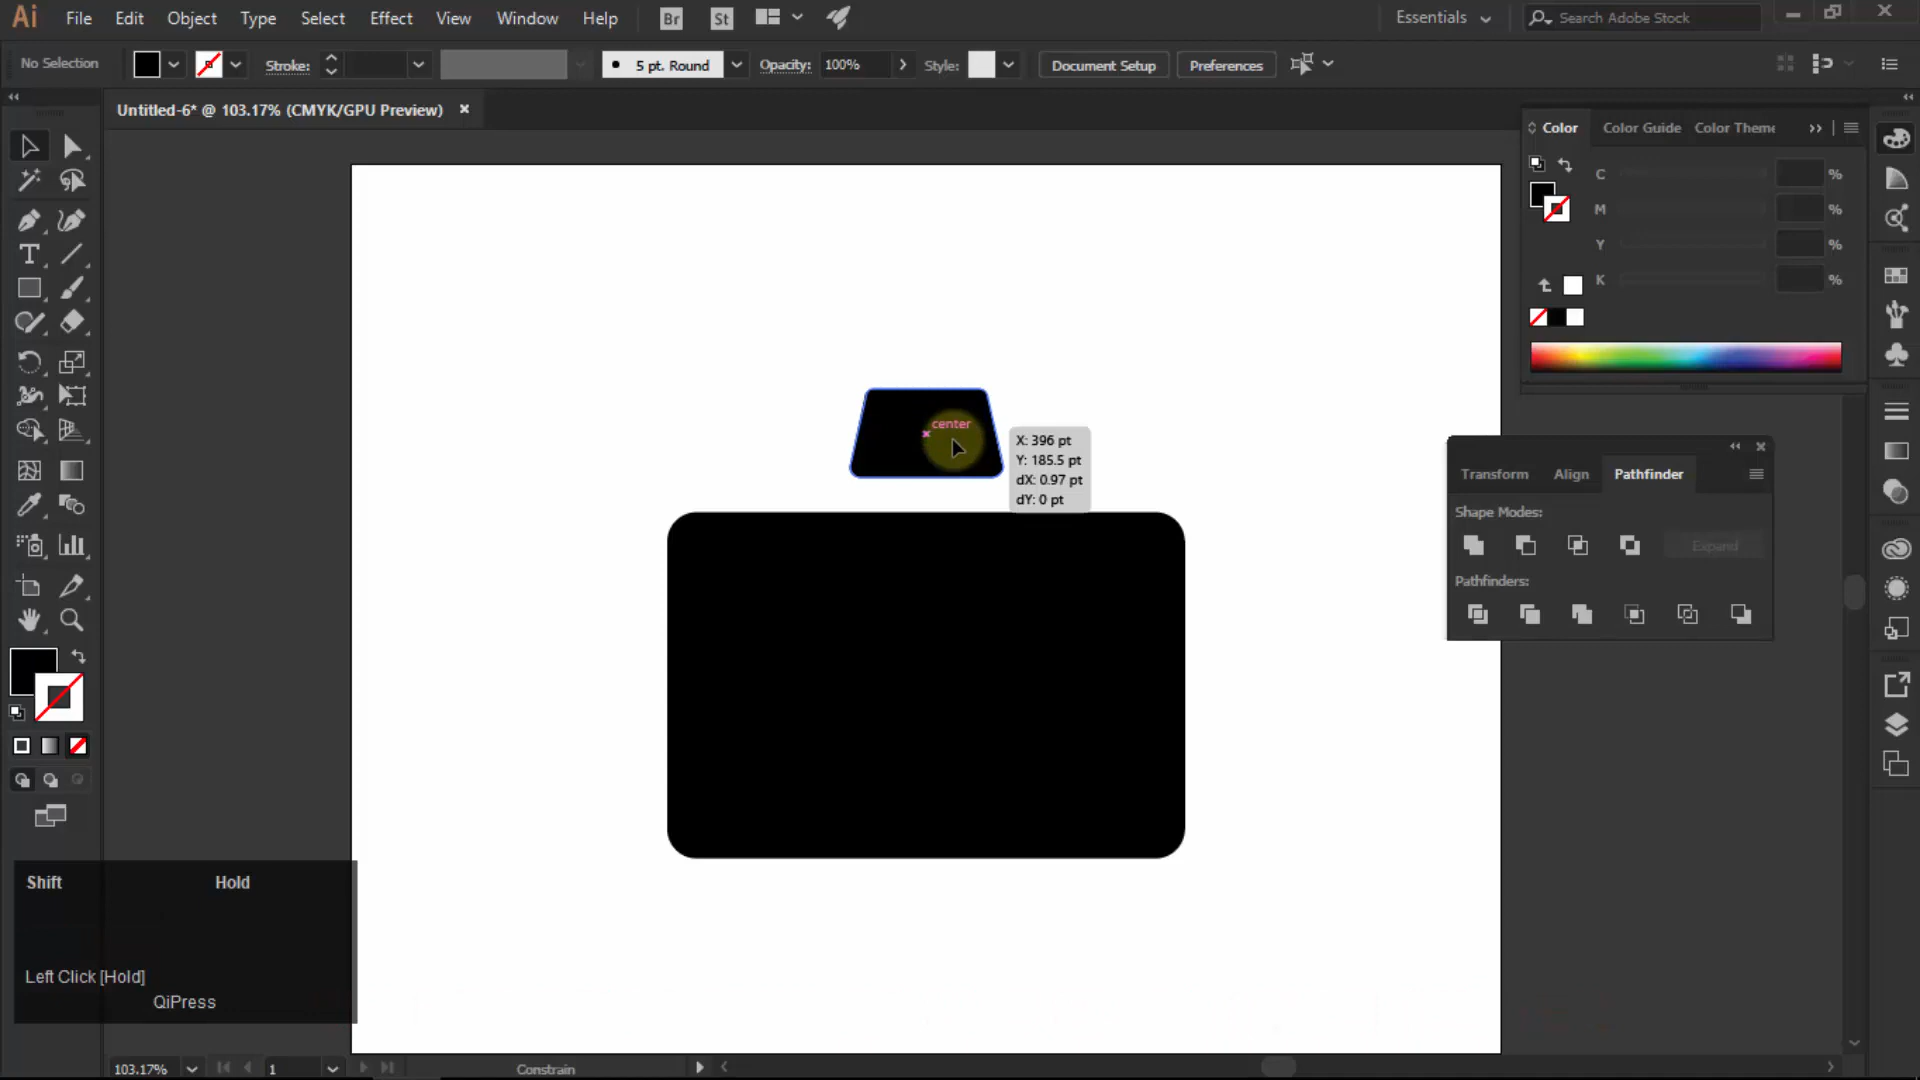 Ai File Edit Object Type Select Effect View Window Help Br St Essentials Search Adobe Stock
No Selection Stroke: 5 pt. Round Opacity: 100% Style: Document Setup Preferences
Untitled-6* @ 103.17% (CMYK/GPU Preview)
Color Color Guide Color Theme
C %
M %
Y %
K %
center
X: 396 pt
Y: 185.5 pt
dX: 0.97 pt
dY: 0 pt
Transform Align Pathfinder
Shape Modes:
Expand
Pathfinders:
Shift Hold
Left Click [Hold]
QiPress
103.17% 1 Constrain